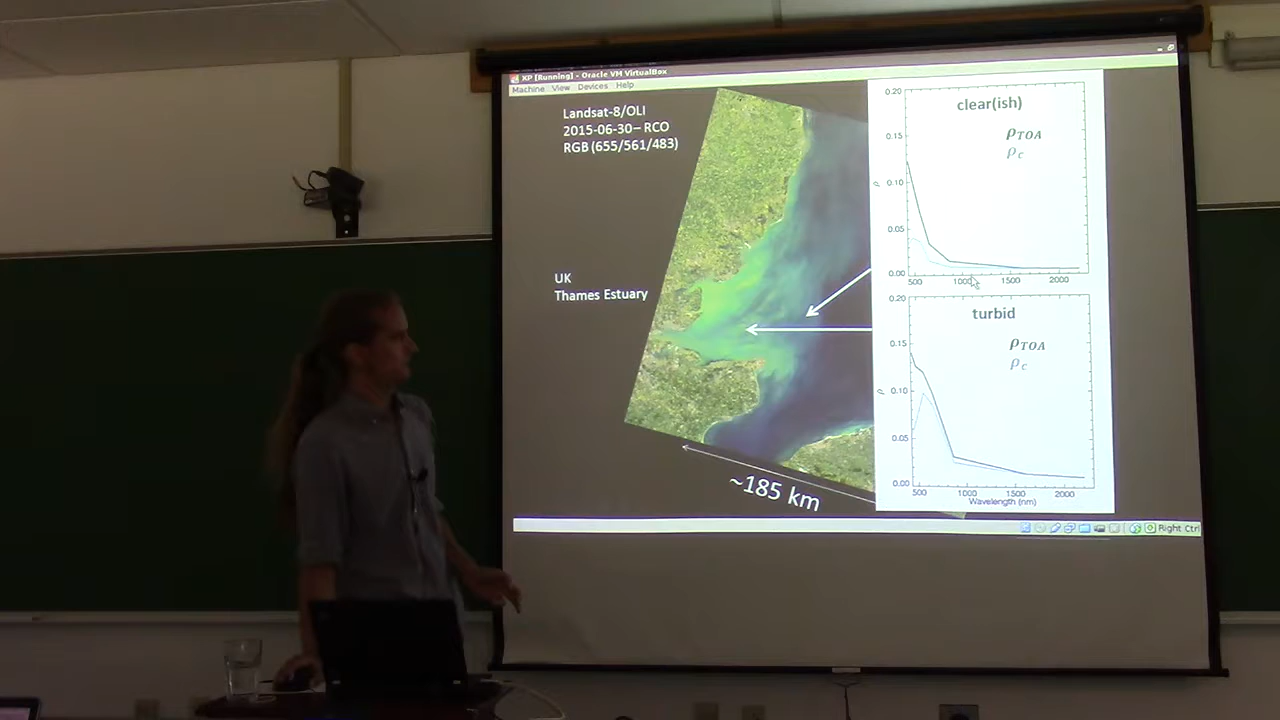 XP [Running] - Oracle VM VirtualBox
Machine View Devices Help
Landsat-8/OLI
2015-06-30 – RCO
RGB (655/561/483)
UK
Thames Estuary
~185 km
clear(ish)
ρTOA
ρc
ρ
0.20
0.15
0.10
0.05
0.00
500 1000 1500 2000
turbid
ρTOA
ρc
ρ
0.20
0.15
0.10
0.05
0.00
500 1000 1500 2000
Wavelength (nm)
Right Ctrl